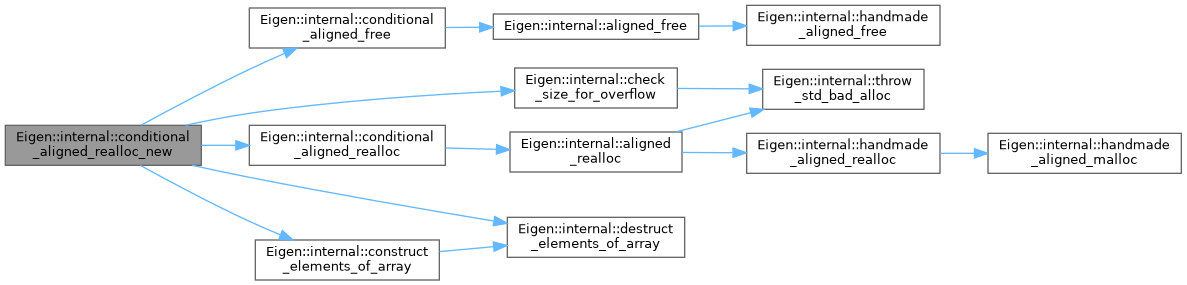 Eigen::internal::conditional
_aligned_realloc_new
Eigen::internal::conditional
_aligned_free
Eigen::internal::aligned_free
Eigen::internal::handmade
_aligned_free
Eigen::internal::check
_size_for_overflow
Eigen::internal::throw
_std_bad_alloc
Eigen::internal::conditional
_aligned_realloc
Eigen::internal::aligned
_realloc
Eigen::internal::handmade
_aligned_realloc
Eigen::internal::handmade
_aligned_malloc
Eigen::internal::destruct
_elements_of_array
Eigen::internal::construct
_elements_of_array